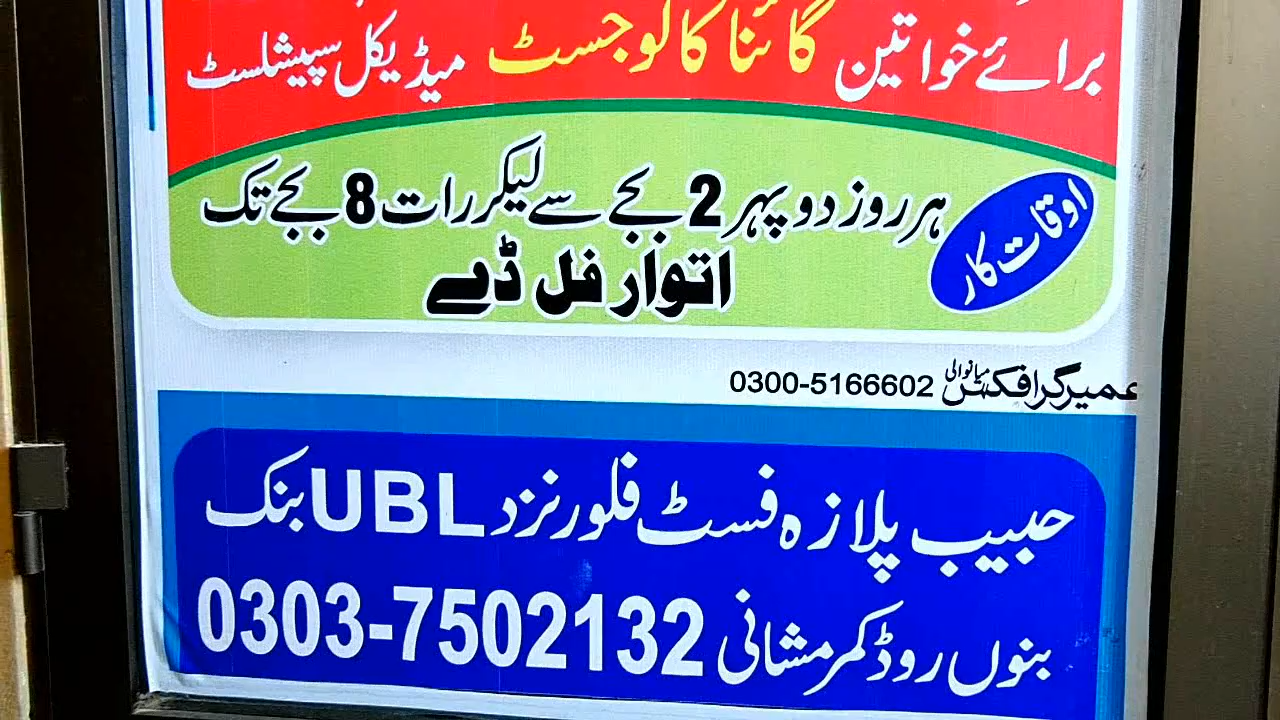 برائے خواتین گائنا کالوجسٹ میڈیکل سپیشلسٹ
اوقات کار
ہر روز دوپہر 2 بجے سے لیکر رات 8 بجے تک
اتوار فل ڈے
عمیر گرافکس میانوالی 0300-5166602
حبیب پلازہ فسٹ فلور نزد UBL بنک
بنوں روڈ کمر مشانی 0303-7502132